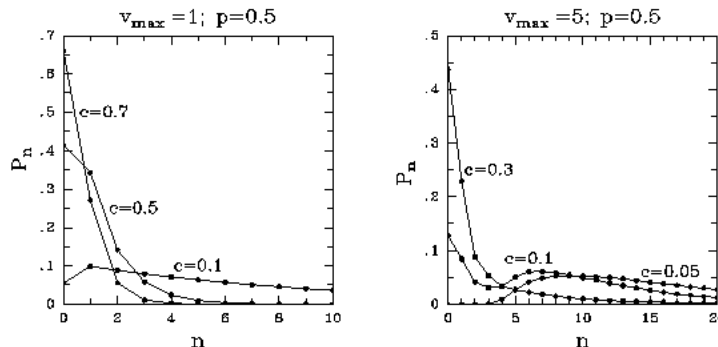 v_max =1; p=0.5
.7
.6
.5
.4
.3
.2
.1
0
P_n
c=0.7
c=0.5
c=0.1
0 2 4 6 8 10
n
v_max =5; p=0.5
.5
.4
.3
.2
.1
0
P_n
c=0.3
c=0.1
c=0.05
0 5 10 15 20
n